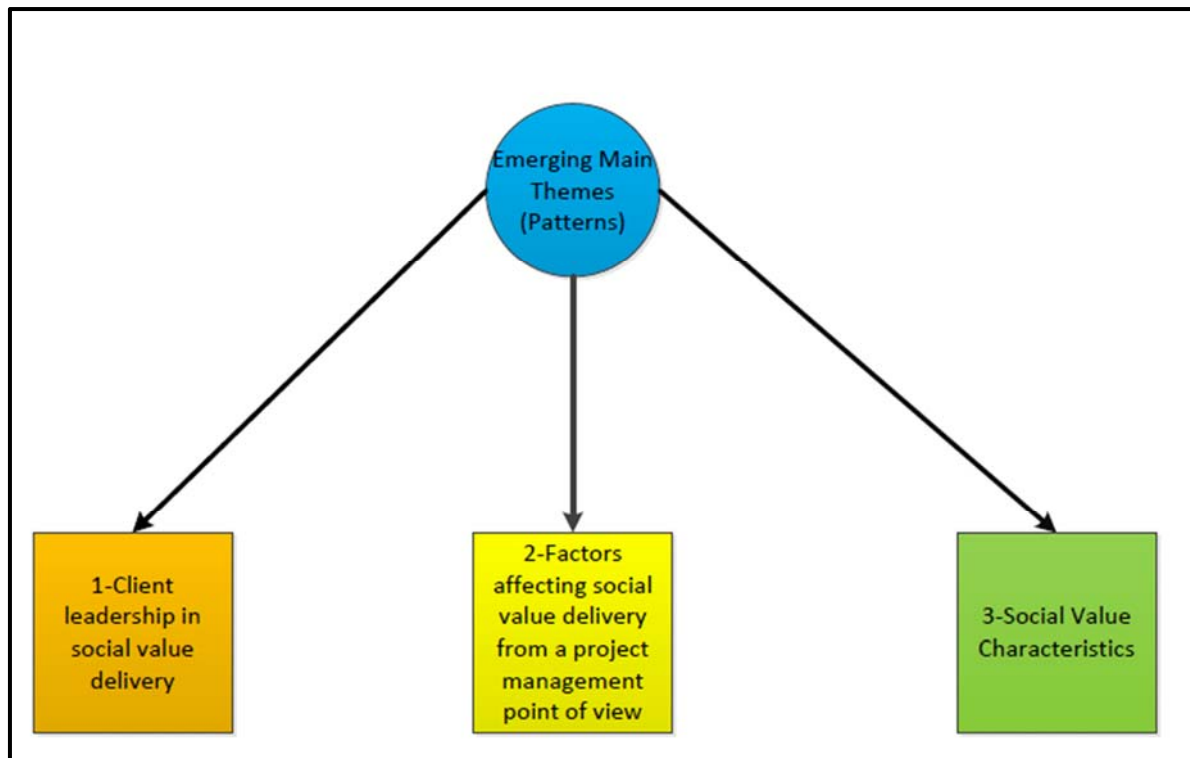 Emerging Main
Themes
(Patterns)
1-Client
leadership in
social value
delivery
2-Factors
affecting social
value delivery
from a project
management
point of view
3-Social Value
Characteristics